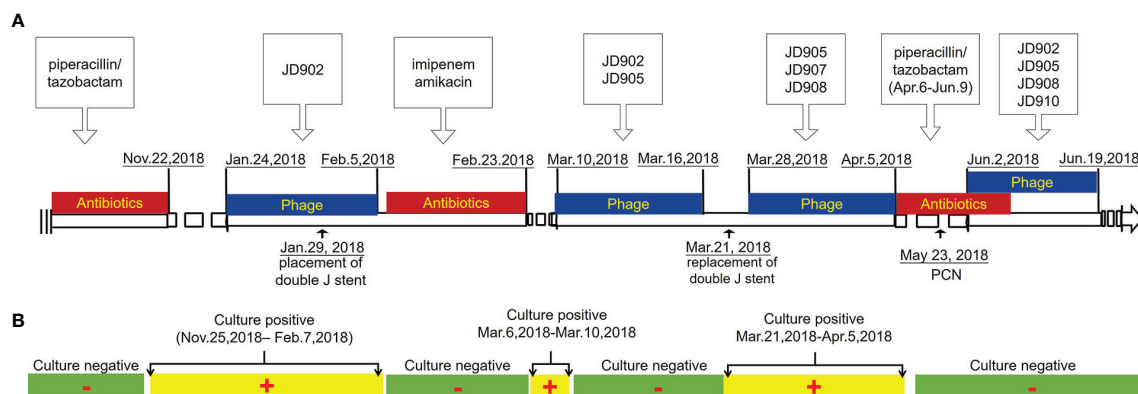 A
piperacillin/
tazobactam
JD902
imipenem
amikacin
JD902
JD905
JD905
JD907
JD908
piperacillin/
tazobactam
(Apr.6-Jun.9)
JD902
JD905
JD908
JD910
Nov.22,2018
Jan.24,2018
Feb.5,2018
Feb.23,2018
Mar.10,2018
Mar.16,2018
Mar.28,2018
Apr.5,2018
Jun.2,2018
Jun.19,2018
Antibiotics
Phage
Antibiotics
Phage
Phage
Antibiotics
Phage
Jan.29, 2018
placement of
double J stent
Mar.21, 2018
replacement of
double J stent
May 23, 2018
PCN
B
Culture negative
Culture positive
(Nov.25,2018– Feb.7,2018)
Culture negative
Culture positive
Mar.6,2018-Mar.10,2018
Culture negative
Culture positive
Mar.21,2018-Apr.5,2018
Culture negative
-
+
-
+
-
+
-